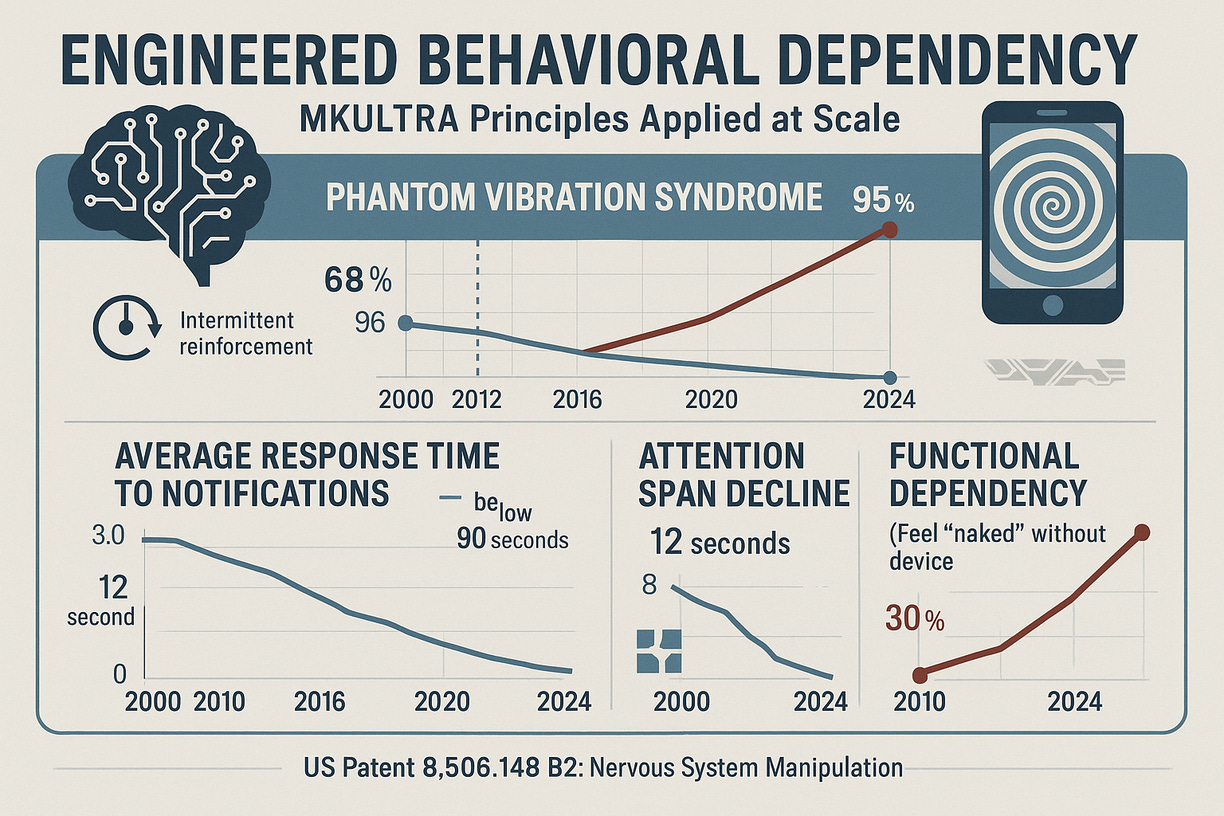 ENGINEERED BEHAVIORAL DEPENDENCY
MKULTRA Principles Applied at Scale
PHANTOM VIBRATION SYNDROME 95%
68%
96
Intermittent
reinforcement
2000 2012 2016 2020 2024
AVERAGE RESPONSE TIME
TO NOTIFICATIONS
below
90 seconds
3.0
12
second
0
2000 2010 2016 2020 2024
ATTENTION
SPAN DECLINE
12 seconds
8
2000 2024
FUNCTIONAL
DEPENDENCY
(Feel “naked” without
device
30%
2010 2024
US Patent 8,506.148 B2: Nervous System Manipulation